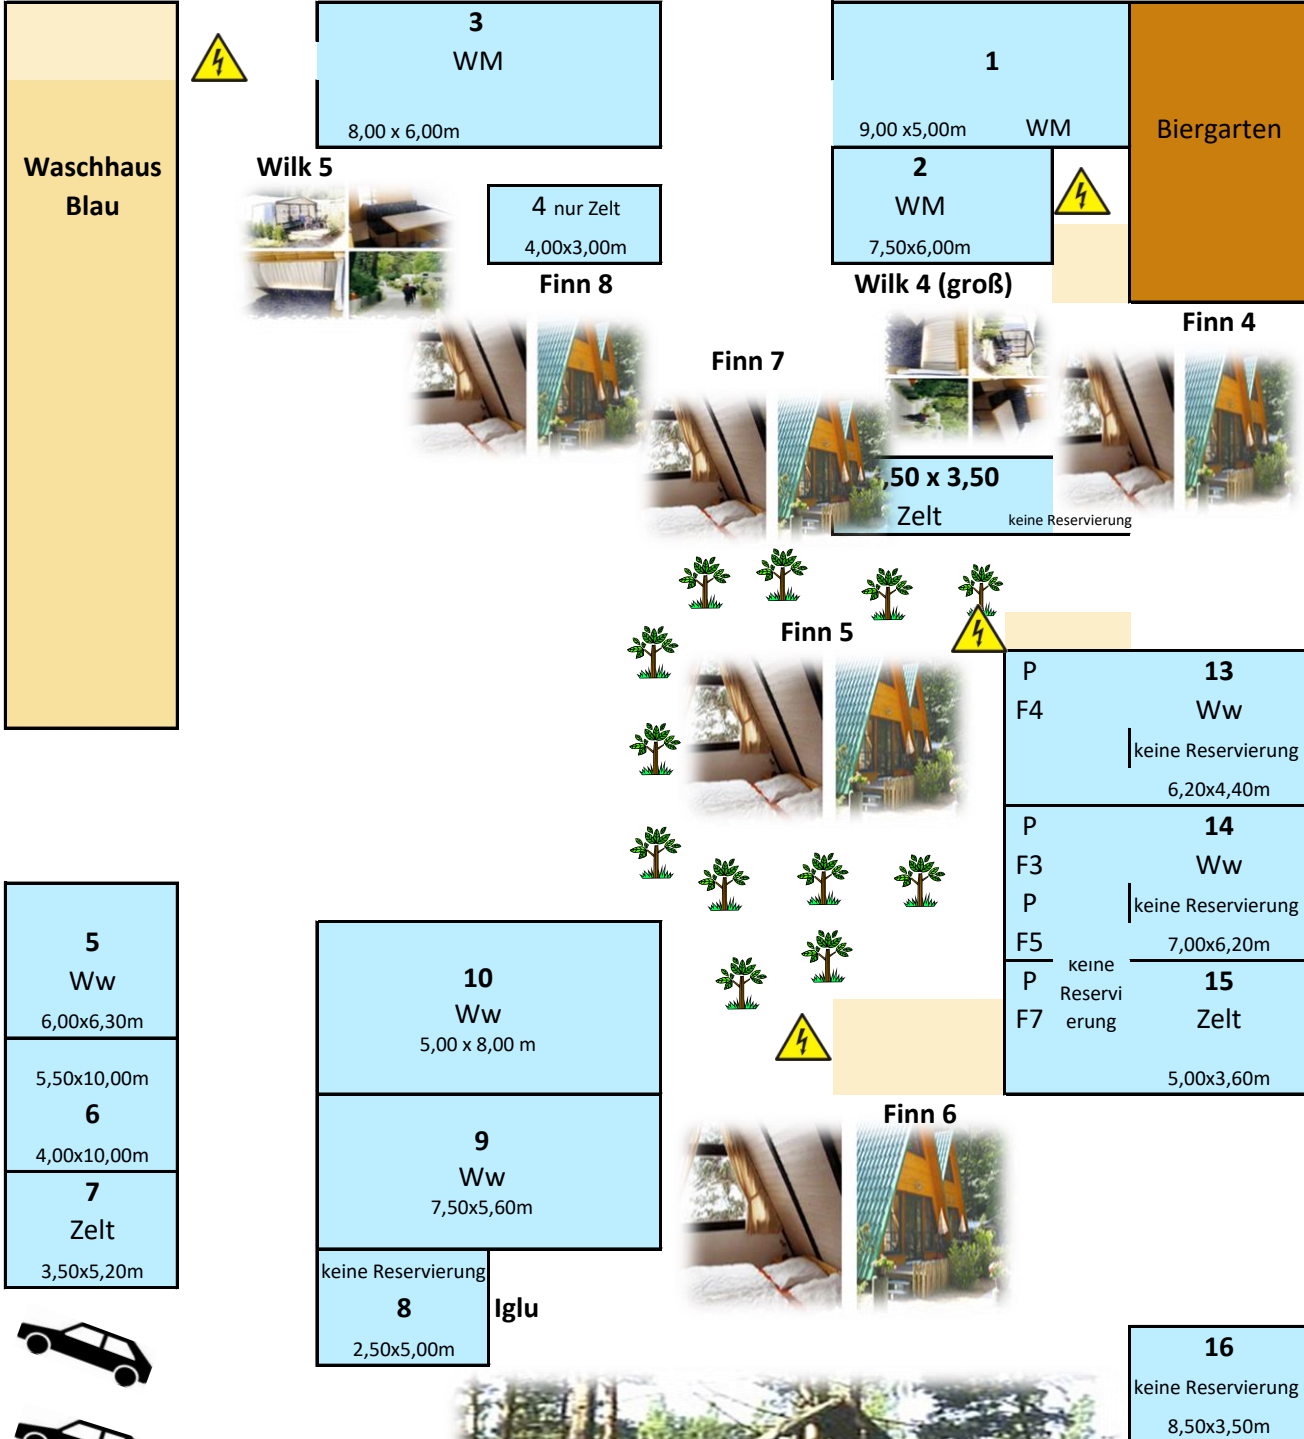 3
WM
8,00 x 6,00m
1
9,00 x5,00m WM
Biergarten
Waschhaus
Blau
Wilk 5
4 nur Zelt
4,00x3,00m
2
WM
7,50x6,00m
Finn 8
Wilk 4 (groß)
Finn 4
Finn 7
,50 x 3,50
Zelt
keine Reservierung
Finn 5
P
F4
13
Ww
keine Reservierung
6,20x4,40m
P
F3
P
F5
14
Ww
keine Reservierung
7,00x6,20m
P
F7
keine
Reservi
erung
15
Zelt
5,00x3,60m
5
Ww
6,00x6,30m
5,50x10,00m
6
4,00x10,00m
7
Zelt
3,50x5,20m
10
Ww
5,00 x 8,00 m
9
Ww
7,50x5,60m
keine Reservierung
8
2,50x5,00m
Iglu
Finn 6
16
keine Reservierung
8,50x3,50m